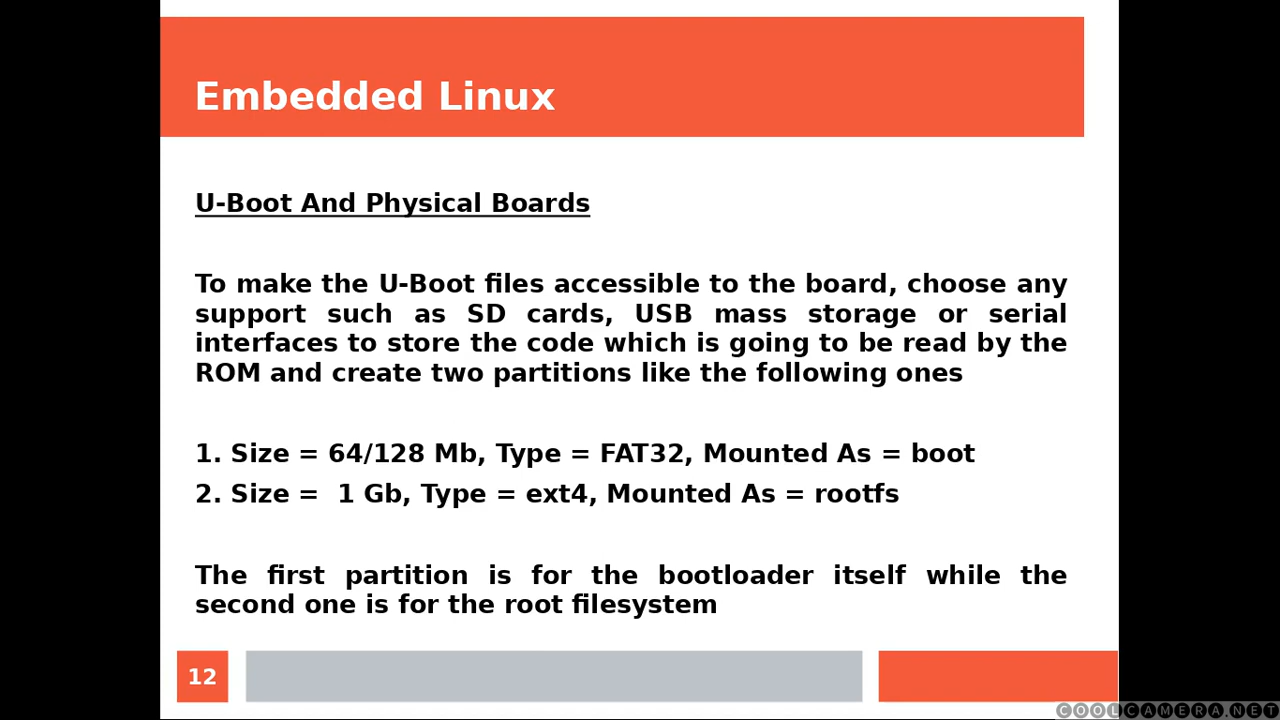 Embedded Linux
U-Boot And Physical Boards
To make the U-Boot files accessible to the board, choose any
support such as SD cards, USB mass storage or serial
interfaces to store the code which is going to be read by the
ROM and create two partitions like the following ones
1. Size = 64/128 Mb, Type = FAT32, Mounted As = boot
2. Size =  1 Gb, Type = ext4, Mounted As = rootfs
The first partition is for the bootloader itself while the
second one is for the root filesystem
12
COOLCAMERA.NET